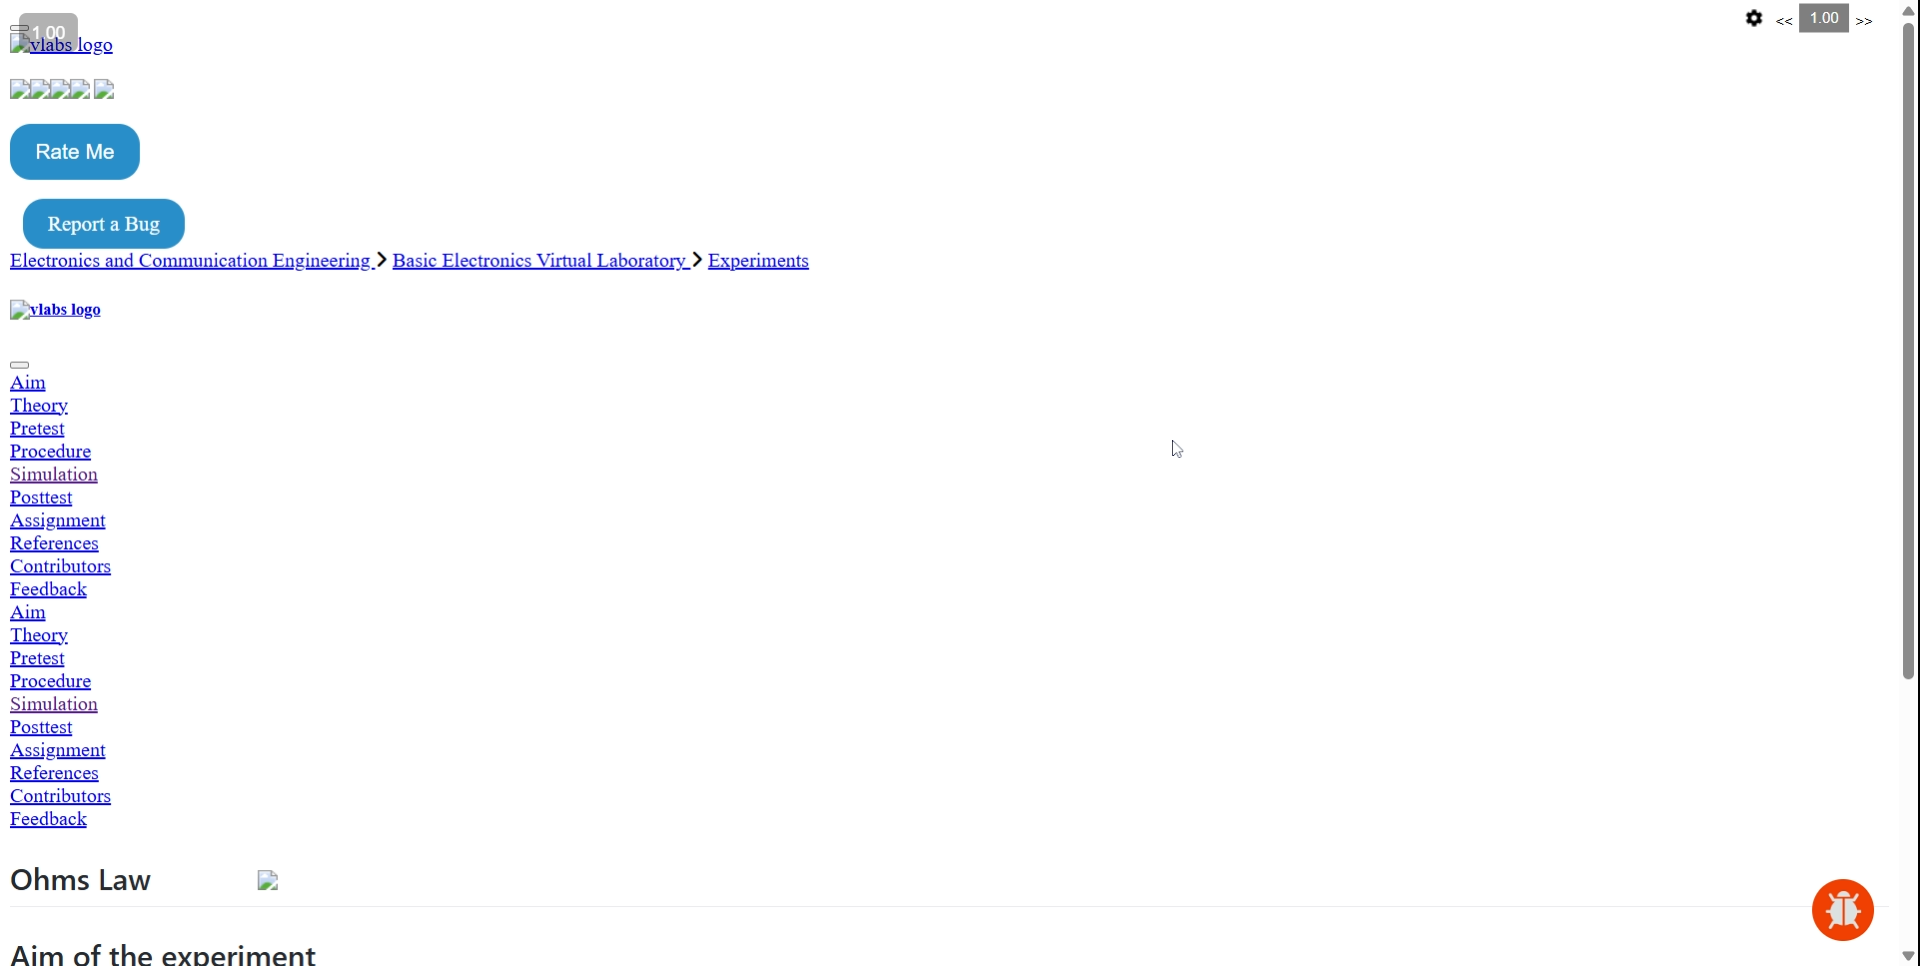 1.00
<< 1.00 >>
vlabs logo
Rate Me
Report a Bug
Electronics and Communication Engineering Basic Electronics Virtual Laboratory Experiments
vlabs logo
Aim
Theory
Pretest
Procedure
Simulation
Posttest
Assignment
References
Contributors
Feedback
Aim
Theory
Pretest
Procedure
Simulation
Posttest
Assignment
References
Contributors
Feedback
Ohms Law
Aim of the experiment